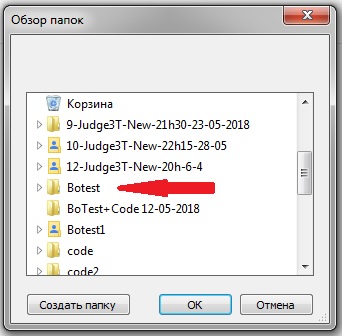 Обзор папок
Корзина
9-Judge3T-New-21h30-23-05-2018
10-Judge3T-New-22h15-28-05
12-Judge3T-New-20h-6-4
Botest
BoTest+Code 12-05-2018
Botest1
code
code2
Создать папку
ОК
Отмена